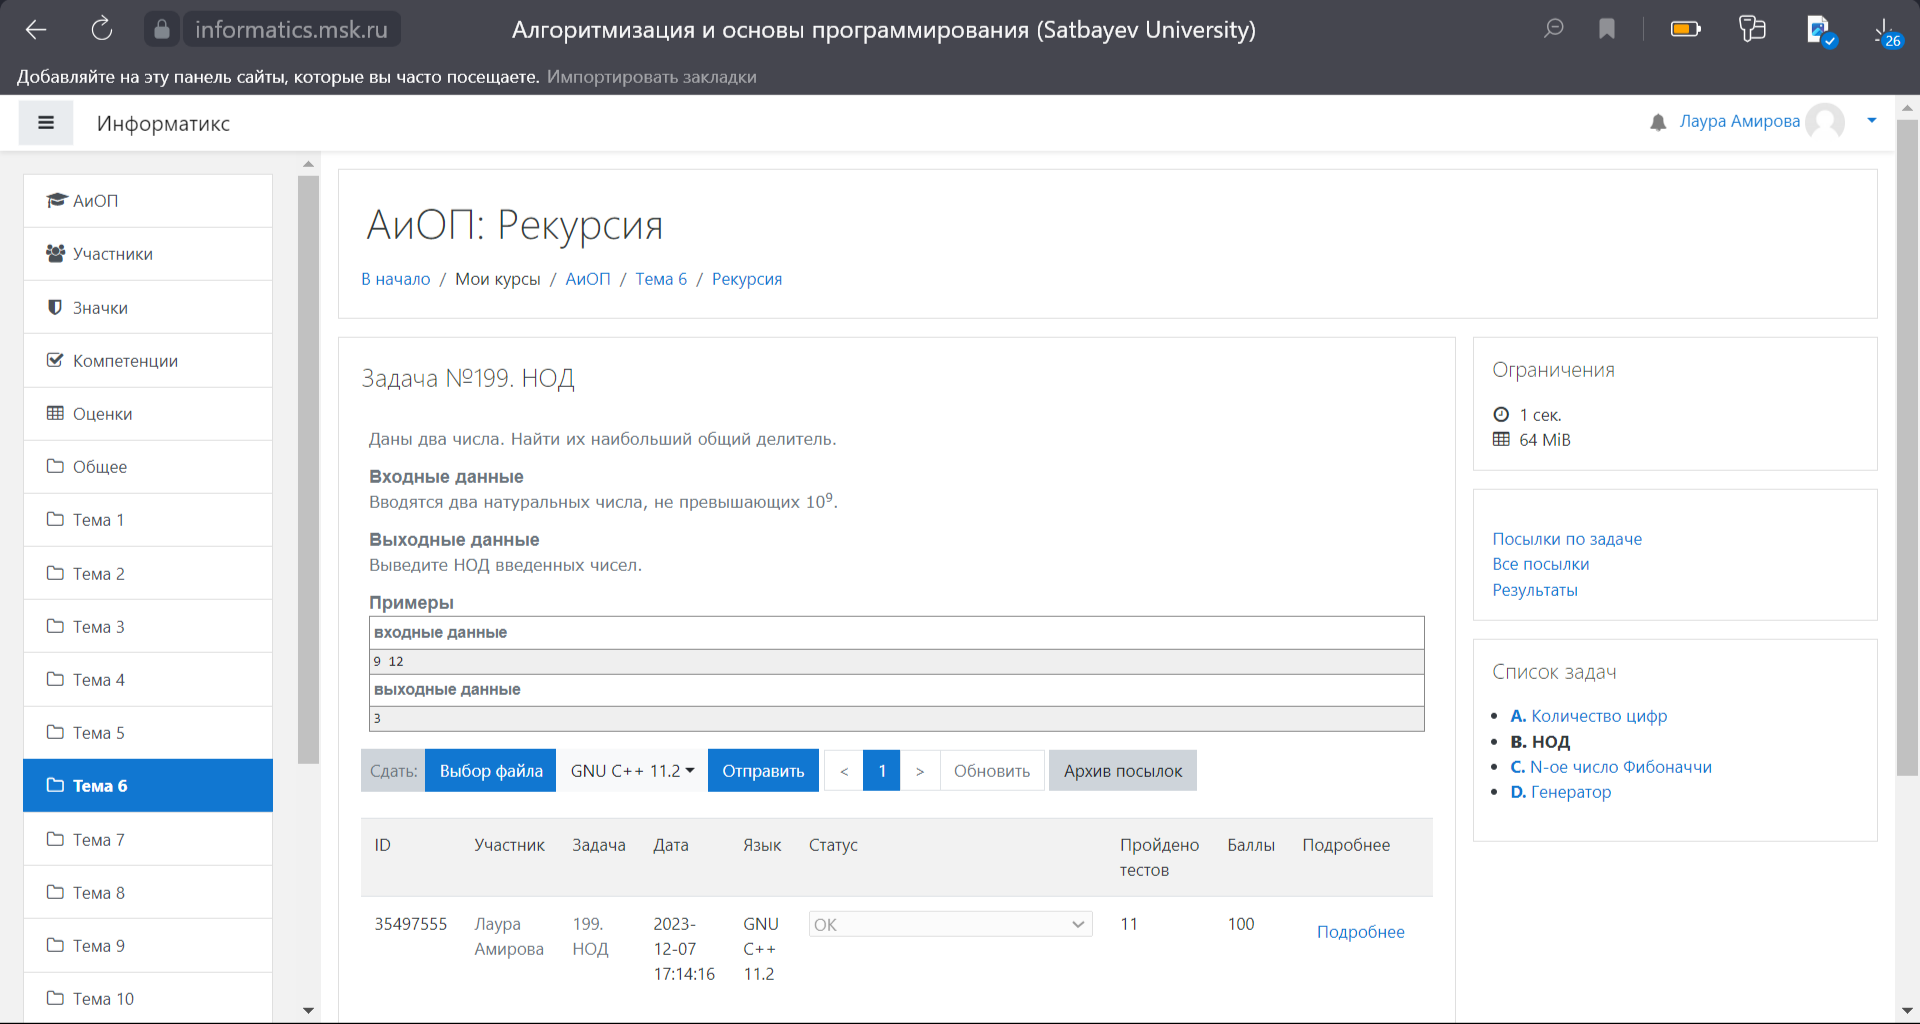 informatics.msk.ru
Алгоритмизация и основы программирования (Satbayev University)
26
Добавляйте на эту панель сайты, которые вы часто посещаете. Импортировать закладки
Информатикс
Лаура Амирова
АиОП
Участники
Значки
Компетенции
Оценки
Общее
Тема 1
Тема 2
Тема 3
Тема 4
Тема 5
Тема 6
Тема 7
Тема 8
Тема 9
Тема 10
АиОП: Рекурсия
В начало / Мои курсы / АиОП / Тема 6 / Рекурсия
Задача №199. НОД
Даны два числа. Найти их наибольший общий делитель.
Входные данные
Вводятся два натуральных числа, не превышающих 10⁹.
Выходные данные
Выведите НОД введенных чисел.
Примеры
входные данные
9 12
выходные данные
3
Сдать: Выбор файла GNU C++ 11.2 Отправить < 1 > Обновить Архив посылок
ID Участник Задача Дата Язык Статус Пройдено Баллы Подробнее
тестов
35497555 Лаура 199. 2023- GNU OK 11 100 Подробнее
Амирова НОД 12-07 C++
17:14:16 11.2
Ограничения
1 сек.
64 MiB
Посылки по задаче
Все посылки
Результаты
Список задач
A. Количество цифр
B. НОД
C. N-ое число Фибоначчи
D. Генератор